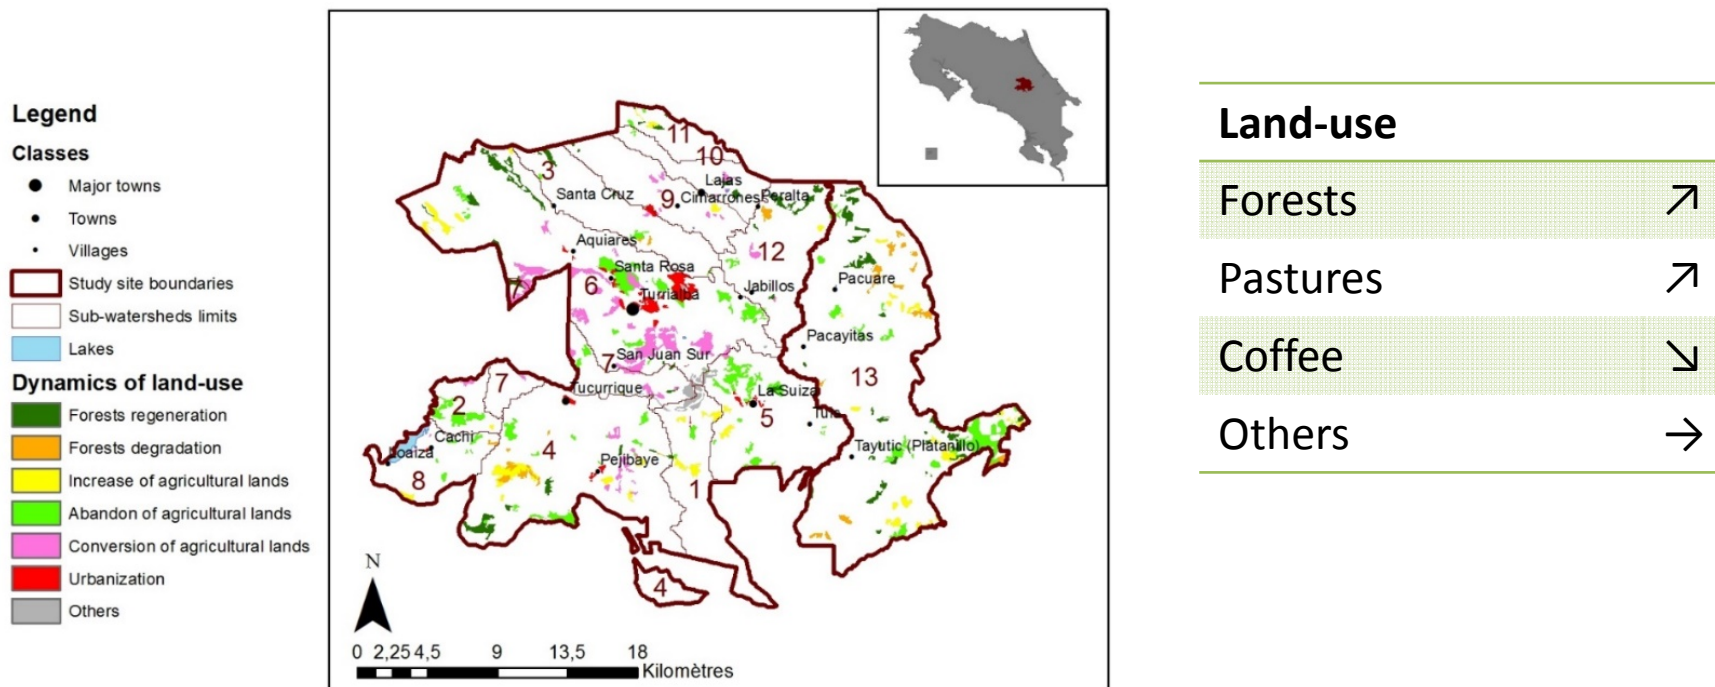 Legend
Classes
Major towns
Towns
Villages
Study site boundaries
Sub-watersheds limits
Lakes
Dynamics of land-use
Forests regeneration
Forests degradation
Increase of agricultural lands
Abandon of agricultural lands
Conversion of agricultural lands
Urbanization
Others
11
10
3
Lajas
Santa Cruz
9
Cimarrones
Peralta
Aquiares
12
Santa Rosa
7
6
Pacuare
Turrialba
Jabillos
Pacayitas
San Juan Sur
7
7
13
Tucurrique
La Suiza
2
5
Tuis
Cachi
4
Tayutic (Platanillo)
Loaiza
Pejibaye
8
1
4
N
0 2,25 4,5 9 13,5 18
Kilomètres
Land-use
Forests ↗
Pastures ↗
Coffee ↘
Others →